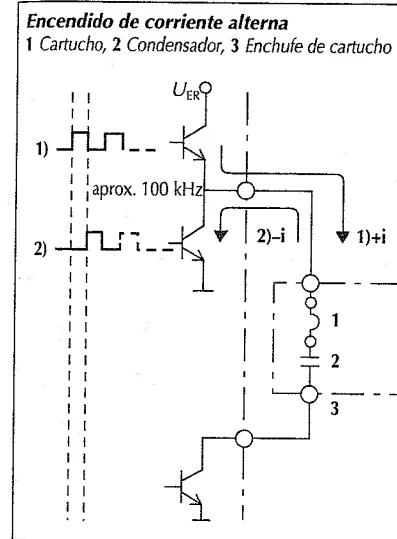 Encendido de corriente alterna
1 Cartucho, 2 Condensador, 3 Enchufe de cartucho
U_ER
1)
aprox. 100 kHz
2)
2)–i
1)+i
1
2
3